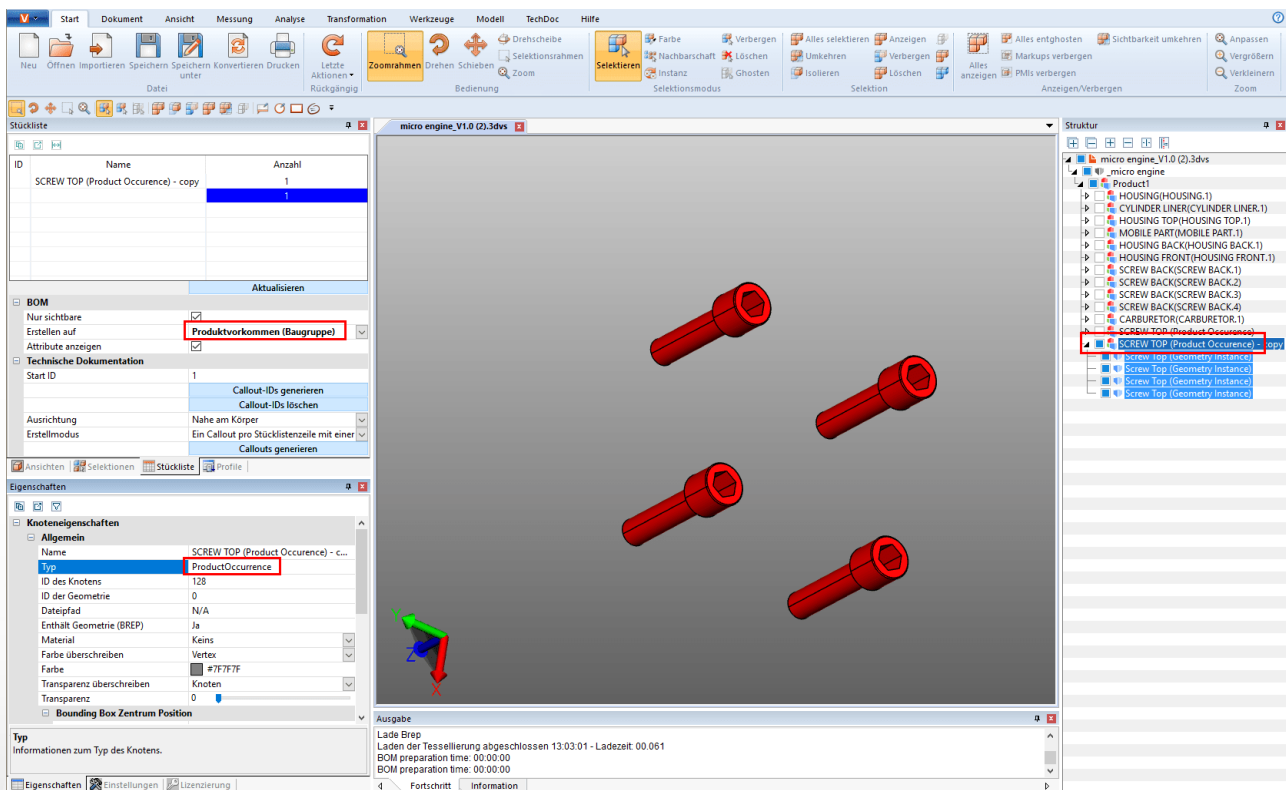 Start Dokument Ansicht Messung Analyse Transformation Werkzeuge Modell TechDoc Hilfe
Neu Öffnen Importieren Speichern Speichern unter Konvertieren Drucken
Datei
Letzte Aktionen
Rückgängig
Zoomrahmen Drehen Schieben
Drehscheibe
Selektionsrahmen
Zoom
Bedienung
Selektieren
Farbe Verbergen
Nachbarschaft Löschen
Instanz Ghosten
Selektionsmodus
Alles selektieren Anzeigen
Umkehren Verbergen
Isolieren Löschen
Selektion
Alles anzeigen
Alles entghosten Sichtbarkeit umkehren
Markups verbergen
PMIs verbergen
Anzeigen/Verbergen
Anpassen
Vergrößern
Verkleinern
Zoom
Stückliste
ID Name Anzahl
SCREW TOP (Product Occurence) - copy 1
1
Aktualisieren
BOM
Nur sichtbare
Erstellen auf Produktvorkommen (Baugruppe)
Attribute anzeigen
Technische Dokumentation
Start ID 1
Callout-IDs generieren
Callout-IDs löschen
Ausrichtung Nahe am Körper
Erstellmodus Ein Callout pro Stücklistenzeile mit einer
Callouts generieren
Ansichten Selektionen Stückliste Profile
Eigenschaften
Knoteneigenschaften
Allgemein
Name SCREW TOP (Product Occurence) - c...
Typ ProductOccurrence
ID des Knotens 128
ID der Geometrie 0
Dateipfad N/A
Enthält Geometrie (BREP) Ja
Material Keins
Farbe überschreiben Vertex
Farbe #7F7F7F
Transparenz überschreiben Knoten
Transparenz 0
Bounding Box Zentrum Position
Typ
Informationen zum Typ des Knotens.
Eigenschaften Einstellungen Lizenzierung
micro engine_V1.0 (2).3dvs
Y
Z
X
Ausgabe
Lade Brep
Laden der Tessellierung abgeschlossen 13:03:01 - Ladezeit: 00.061
BOM preparation time: 00:00:00
BOM preparation time: 00:00:00
Fortschritt Information
Struktur
micro engine_V1.0 (2).3dvs
_micro engine
Product1
HOUSING(HOUSING.1)
CYLINDER LINER(CYLINDER LINER.1)
HOUSING TOP(HOUSING TOP.1)
MOBILE PART(MOBILE PART.1)
HOUSING BACK(HOUSING BACK.1)
HOUSING FRONT(HOUSING FRONT.1)
SCREW BACK(SCREW BACK.1)
SCREW BACK(SCREW BACK.2)
SCREW BACK(SCREW BACK.3)
SCREW BACK(SCREW BACK.4)
CARBURETOR(CARBURETOR.1)
SCREW TOP (Product Occurence)
SCREW TOP (Product Occurence) - copy
Screw Top (Geometry Instance)
Screw Top (Geometry Instance)
Screw Top (Geometry Instance)
Screw Top (Geometry Instance)